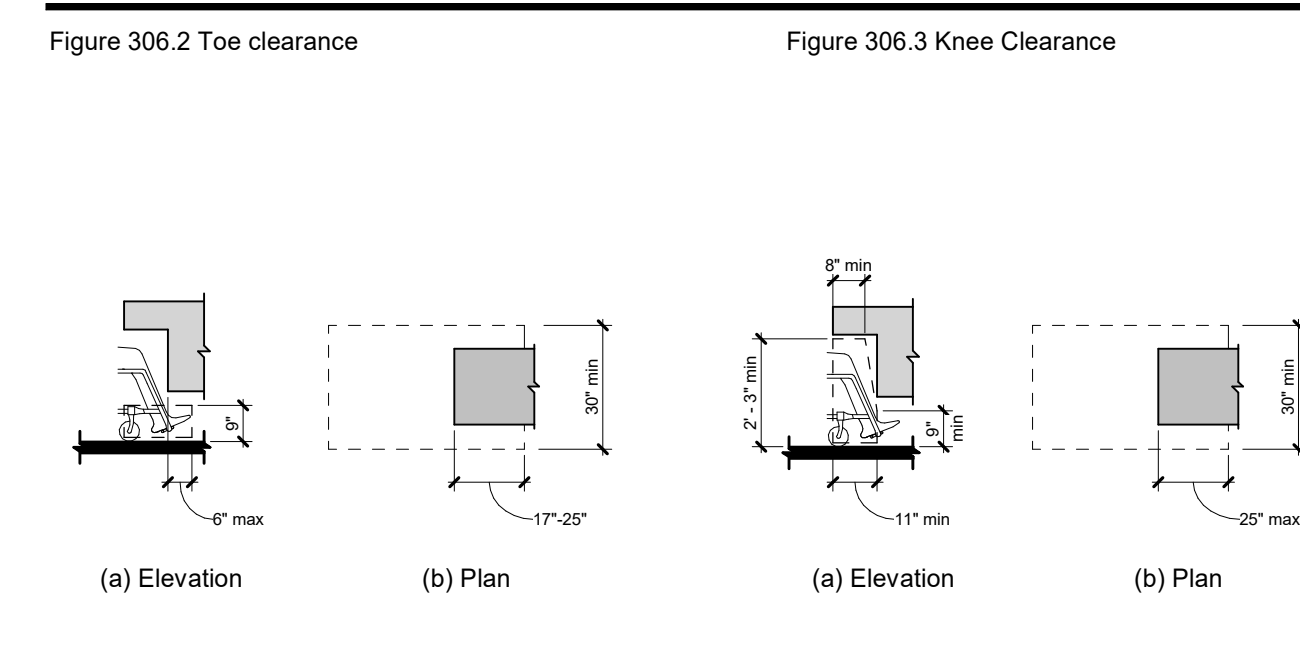 Figure 306.2 Toe clearance
6" max
9"
(a) Elevation
17"-25"
30" min
(b) Plan
Figure 306.3 Knee Clearance
8" min
2' - 3" min
9"
min
11" min
(a) Elevation
30" min
25" max
(b) Plan